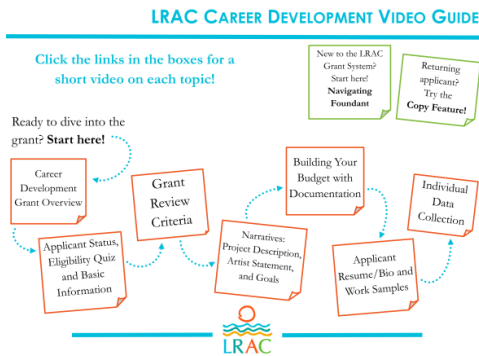 LRAC CAREER DEVELOPMENT VIDEO GUIDE
Click the links in the boxes for a
short video on each topic!
New to the LRAC
Grant System?
Start here!
Navigating
Foundant
Returning
applicant?
Try the
Copy Feature!
Ready to dive into the
grant? Start here!
Career
Development
Grant Overview
Applicant Status,
Eligibility Quiz
and Basic
Information
Grant
Review
Criteria
Narratives:
Project Description,
Artist Statement,
and Goals
Building Your
Budget with
Documentation
Applicant
Resume/Bio and
Work Samples
Individual
Data
Collection
LRAC